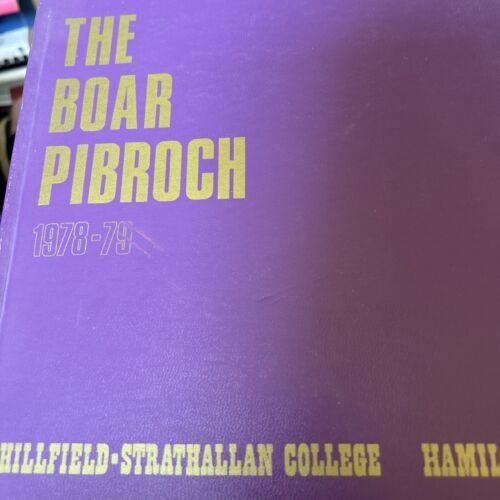 THE
BOAR
PIBROCH
1978-79
HILLFIELD-STRATHALLAN COLLEGE HAMIL